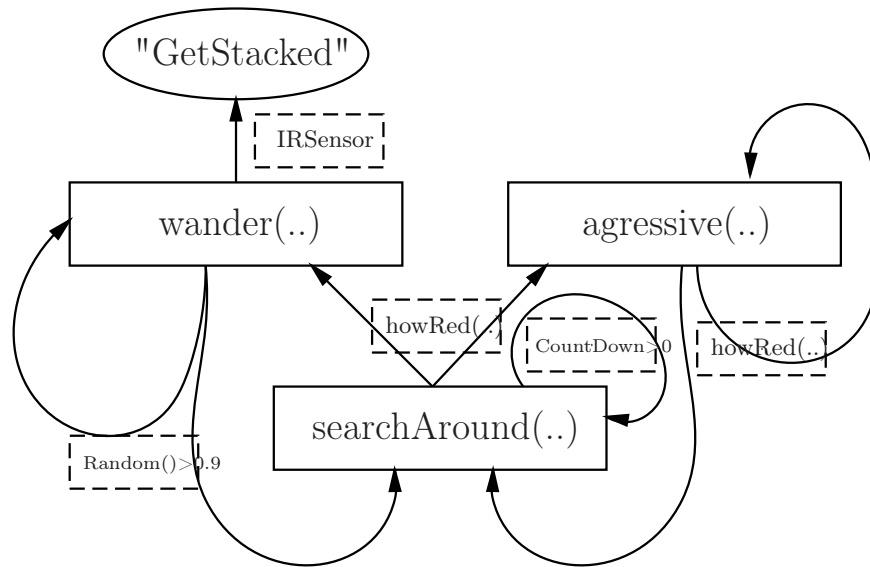 "GetStacked"
IRSensor
wander(..)
agressive(..)
howRed(..)
CountDown>0
howRed(..)
searchAround(..)
Random()>0.9